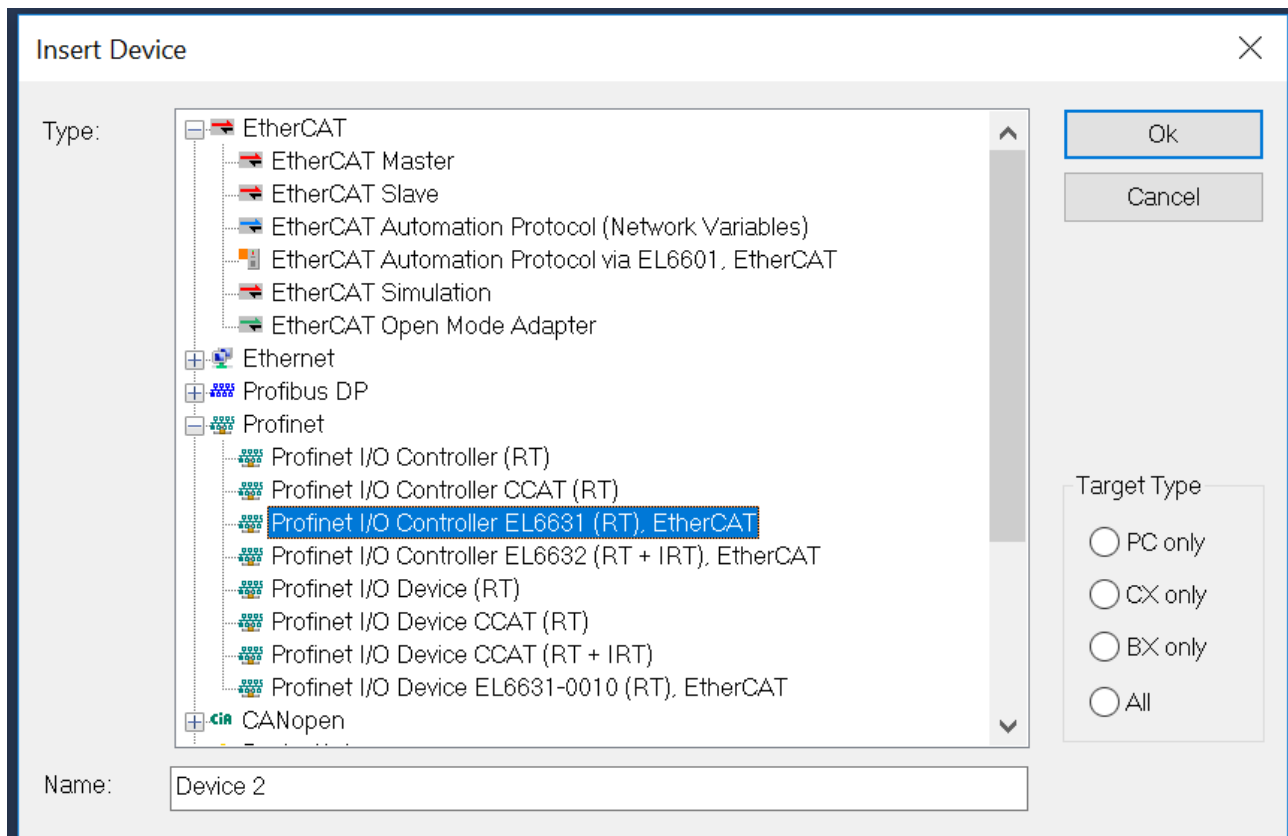 Insert Device
Type:
EtherCAT
EtherCAT Master
EtherCAT Slave
EtherCAT Automation Protocol (Network Variables)
EtherCAT Automation Protocol via EL6601, EtherCAT
EtherCAT Simulation
EtherCAT Open Mode Adapter
Ethernet
Profibus DP
Profinet
Profinet I/O Controller (RT)
Profinet I/O Controller CCAT (RT)
Profinet I/O Controller EL6631 (RT), EtherCAT
Profinet I/O Controller EL6632 (RT + IRT), EtherCAT
Profinet I/O Device (RT)
Profinet I/O Device CCAT (RT)
Profinet I/O Device CCAT (RT + IRT)
Profinet I/O Device EL6631-0010 (RT), EtherCAT
CiA CANopen
Ok
Cancel
Target Type
PC only
CX only
BX only
All
Name:
Device 2